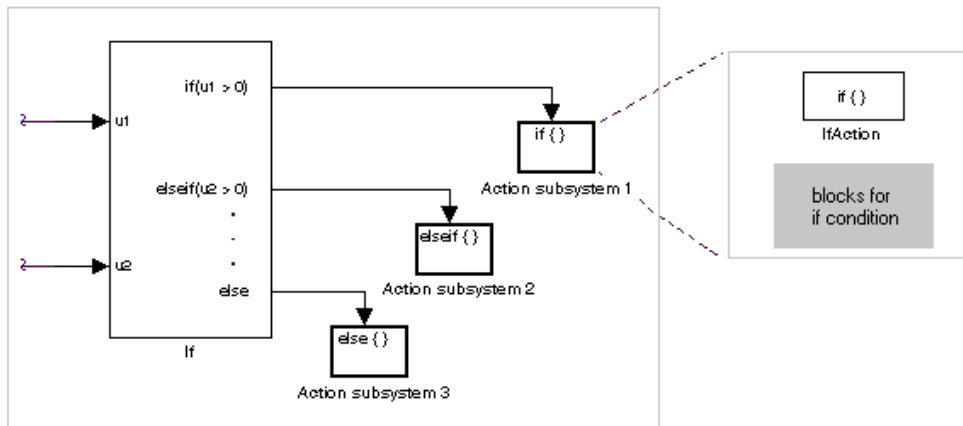 if(u1 > 0)
u1
elseif(u2 > 0)
u2
else
If
if { }
Action subsystem 1
elseif { }
Action subsystem 2
else { }
Action subsystem 3
if { }
IfAction
blocks for
if condition